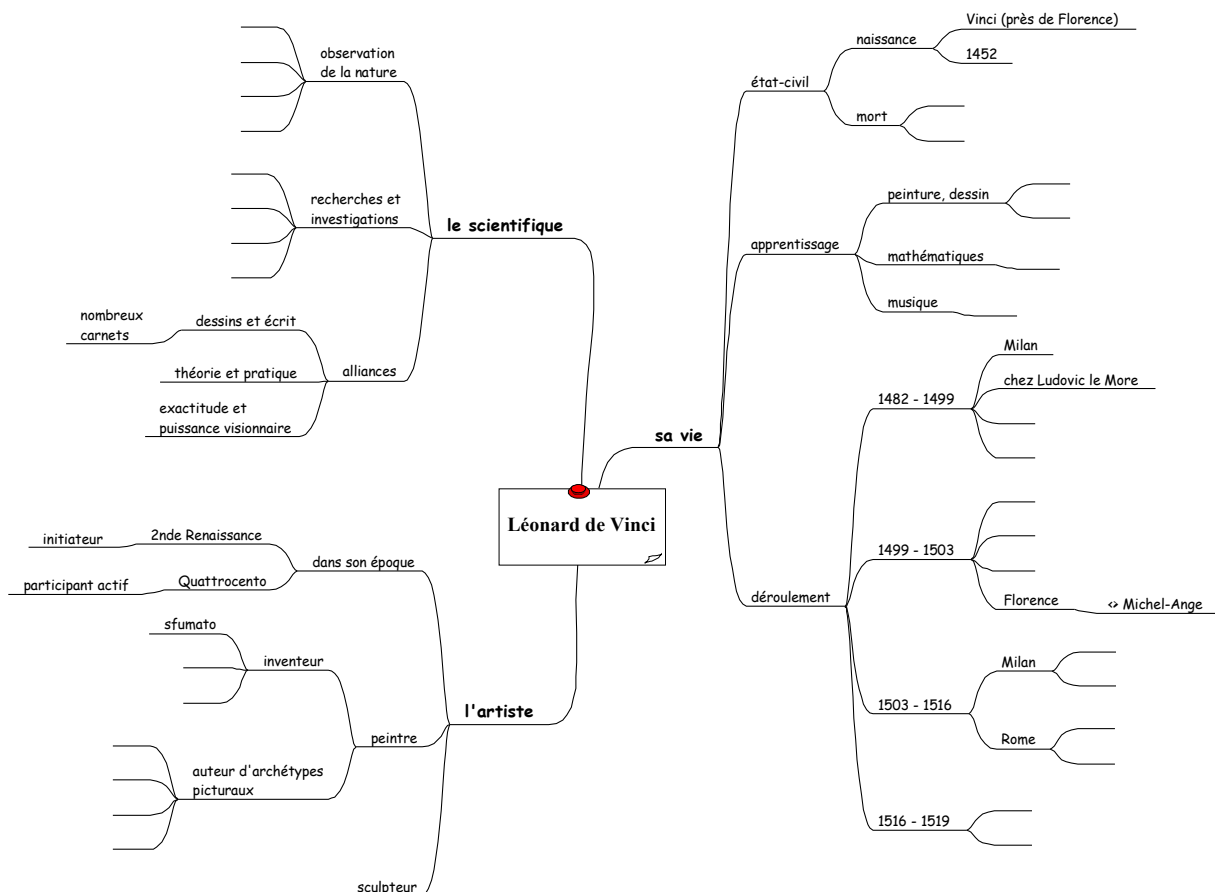 Léonard de Vinci
sa vie
état-civil
naissance
Vinci (près de Florence)
1452
mort
apprentissage
peinture, dessin
mathématiques
musique
déroulement
1482 - 1499
Milan
chez Ludovic le More
1499 - 1503
Florence
<> Michel-Ange
1503 - 1516
Milan
Rome
1516 - 1519
l'artiste
dans son époque
2nde Renaissance
initiateur
Quattrocento
participant actif
peintre
inventeur
sfumato
auteur d'archétypes
picturaux
sculpteur
le scientifique
observation
de la nature
recherches et
investigations
alliances
dessins et écrit
nombreux
carnets
théorie et pratique
exactitude et
puissance visionnaire